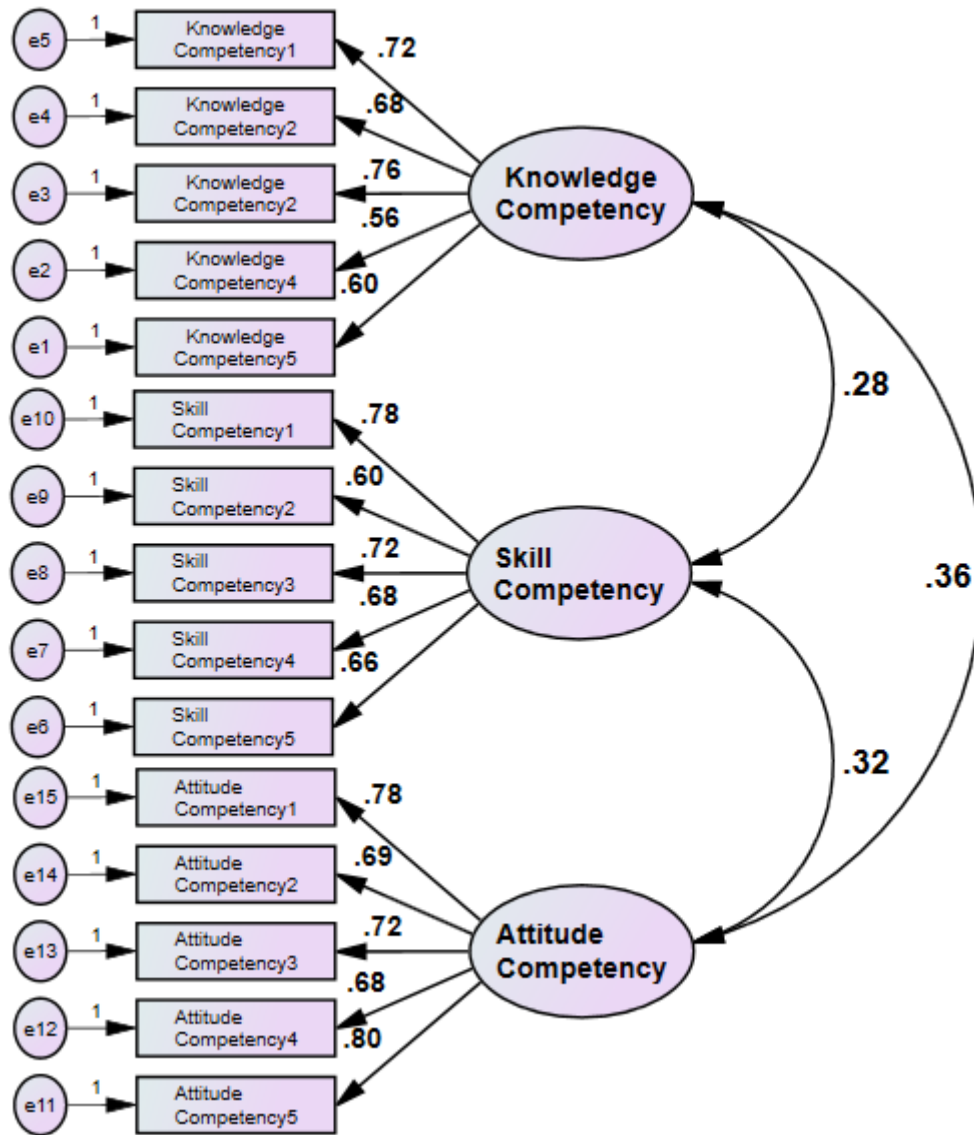 e5
1
Knowledge
Competency1
.72
e4
1
Knowledge
Competency2
.68
e3
1
Knowledge
Competency2
.76
e2
1
Knowledge
Competency4
.56
e1
1
Knowledge
Competency5
.60
Knowledge
Competency
e10
1
Skill
Competency1
.78
e9
1
Skill
Competency2
.60
e8
1
Skill
Competency3
.72
e7
1
Skill
Competency4
.68
e6
1
Skill
Competency5
.66
Skill
Competency
e15
1
Attitude
Competency1
.78
e14
1
Attitude
Competency2
.69
e13
1
Attitude
Competency3
.72
e12
1
Attitude
Competency4
.68
e11
1
Attitude
Competency5
.80
Attitude
Competency
.28
.36
.32